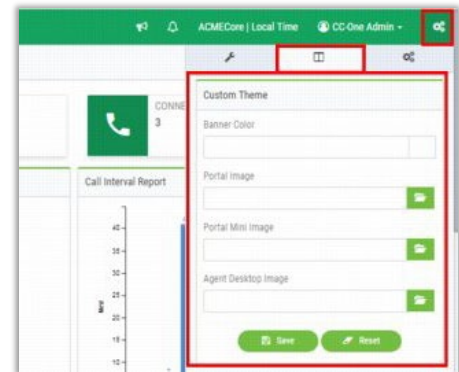 ACMECore | Local Time
CC-One Admin
CONNE
3
Custom Theme
Banner Color
Portal Image
Call Interval Report
Portal Mini Image
Agent Desktop Image
40
35
30
25
20
15
10
Save
Reset